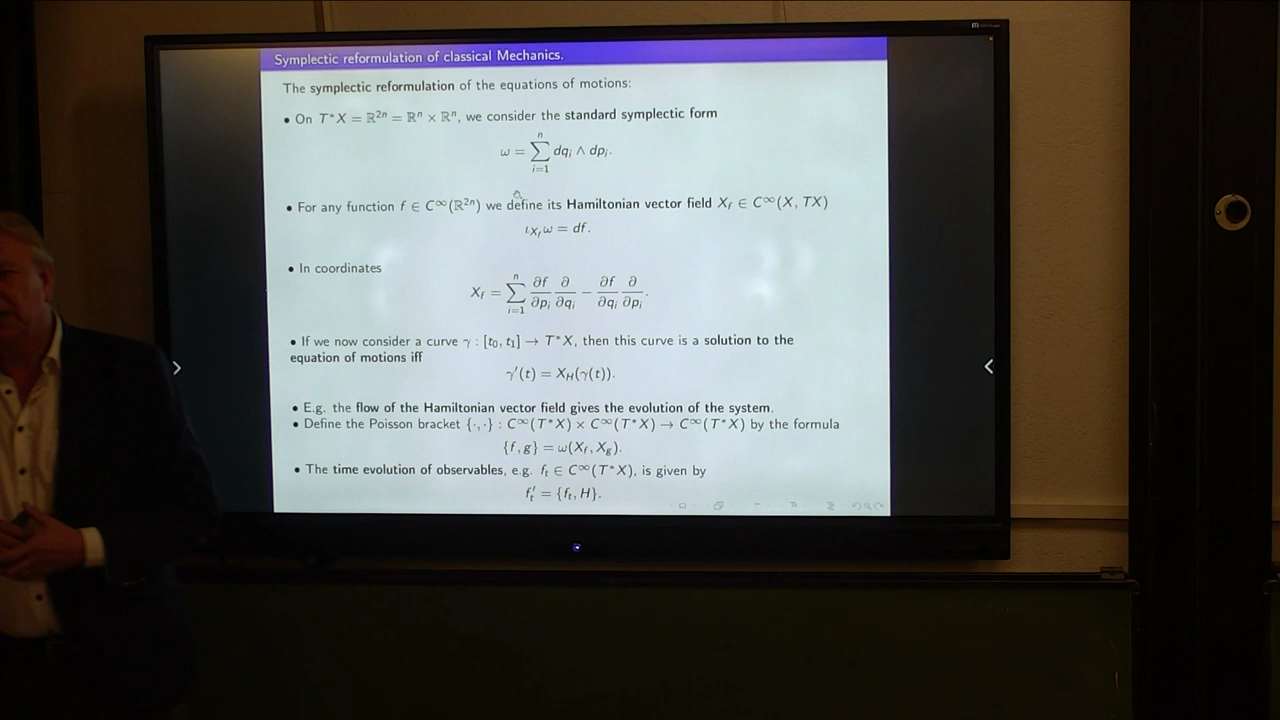 Symplectic reformulation of classical Mechanics.
The symplectic reformulation of the equations of motions:
• On T*X = ℝ²ⁿ = ℝⁿ × ℝⁿ, we consider the standard symplectic form
ω = ∑_{i=1}^{n} dq_i ∧ dp_i.
• For any function f ∈ C^∞(ℝ²ⁿ) we define its Hamiltonian vector field X_f ∈ C^∞(X, TX)
ι_{X_f} ω = df.
• In coordinates
X_f = ∑_{i=1}^{n} ∂f/∂p_i ∂/∂q_i − ∂f/∂q_i ∂/∂p_i.
• If we now consider a curve γ : [t_0, t_1] → T*X, then this curve is a solution to the
equation of motions iff
γ′(t) = X_H(γ(t)).
• E.g. the flow of the Hamiltonian vector field gives the evolution of the system.
• Define the Poisson bracket {·,·} : C^∞(T*X) × C^∞(T*X) → C^∞(T*X) by the formula
{f, g} = ω(X_f, X_g).
• The time evolution of observables, e.g. f_t ∈ C^∞(T*X), is given by
f′_t = {f_t, H}.